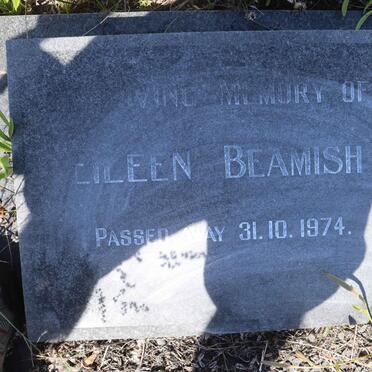 LOVING MEMORY OF
EILEEN BEAMISH
PASSED AWAY 31.10.1974.